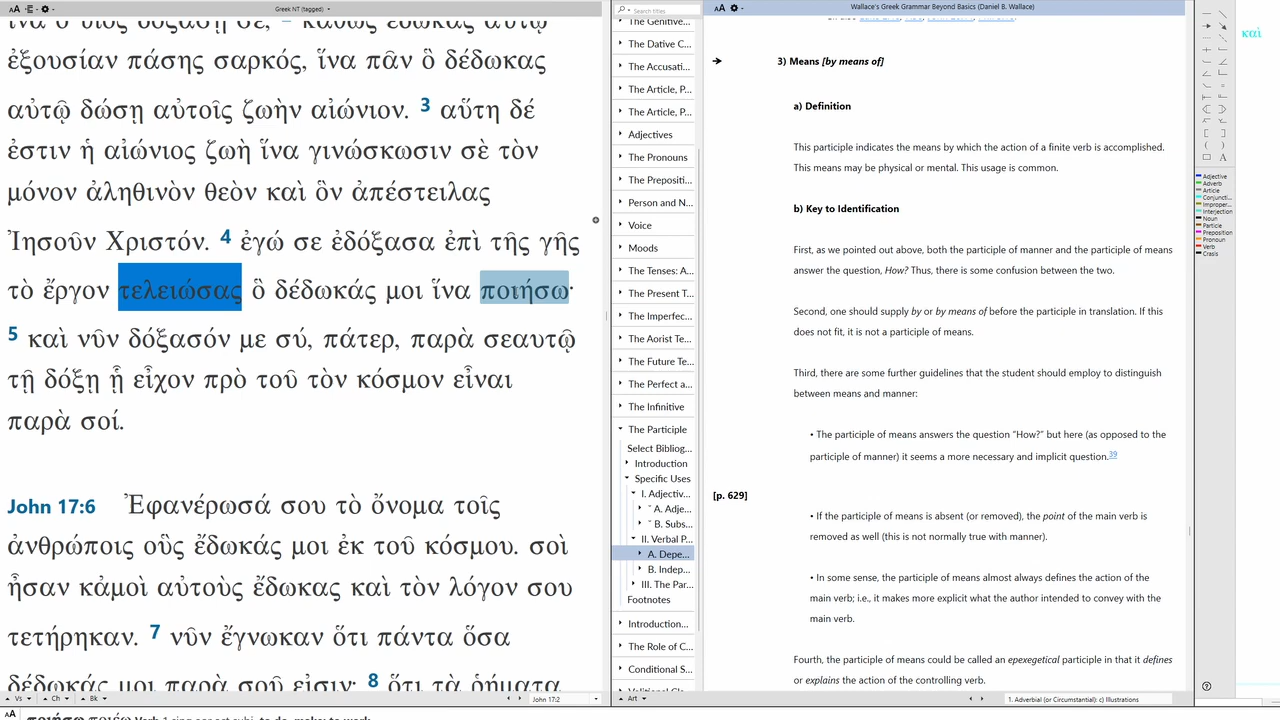 Greek NT (tagged)
ἐξουσίαν πάσης σαρκός, ἵνα πᾶν ὃ δέδωκας
αὐτῷ δώσῃ αὐτοῖς ζωὴν αἰώνιον. 3 αὕτη δέ
ἐστιν ἡ αἰώνιος ζωὴ ἵνα γινώσκωσιν σὲ τὸν
μόνον ἀληθινὸν θεὸν καὶ ὃν ἀπέστειλας
Ἰησοῦν Χριστόν. 4 ἐγώ σε ἐδόξασα ἐπὶ τῆς γῆς
τὸ ἔργον τελειώσας ὃ δέδωκάς μοι ἵνα ποιήσω·
5 καὶ νῦν δόξασόν με σύ, πάτερ, παρὰ σεαυτῷ
τῇ δόξῃ ᾗ εἶχον πρὸ τοῦ τὸν κόσμον εἶναι
παρὰ σοί.
John 17:6 Ἐφανέρωσά σου τὸ ὄνομα τοῖς
ἀνθρώποις οὓς ἔδωκάς μοι ἐκ τοῦ κόσμου. σοὶ
ἦσαν κἀμοὶ αὐτοὺς ἔδωκας καὶ τὸν λόγον σου
τετήρηκαν. 7 νῦν ἔγνωκαν ὅτι πάντα ὅσα
δέδωκάς μοι παρὰ σοῦ εἰσιν· 8 ὅτι τὰ ῥήματα
Vs Ch Bk John 17:2
Search titles
The Genitive...
The Dative C...
The Accusati...
The Article, P...
The Article, P...
Adjectives
The Pronouns
The Prepositi...
Person and N...
Voice
Moods
The Tenses: A...
The Present T...
The Imperfec...
The Aorist Te...
The Future Te...
The Perfect a...
The Infinitive
The Participle
Select Bibliog...
Introduction
Specific Uses
I. Adjectiv...
A. Adje...
B. Subs...
II. Verbal P...
A. Depe...
B. Indep...
III. The Par...
Footnotes
Introduction...
The Role of C...
Conditional S...
Art
Wallace's Greek Grammar Beyond Basics (Daniel B. Wallace)
3) Means [by means of]
a) Definition
This participle indicates the means by which the action of a finite verb is accomplished.
This means may be physical or mental. This usage is common.
b) Key to Identification
First, as we pointed out above, both the participle of manner and the participle of means
answer the question, How? Thus, there is some confusion between the two.
Second, one should supply by or by means of before the participle in translation. If this
does not fit, it is not a participle of means.
Third, there are some further guidelines that the student should employ to distinguish
between means and manner:
• The participle of means answers the question “How?” but here (as opposed to the
participle of manner) it seems a more necessary and implicit question.39
[p. 629]
• If the participle of means is absent (or removed), the point of the main verb is
removed as well (this is not normally true with manner).
• In some sense, the participle of means almost always defines the action of the
main verb; i.e., it makes more explicit what the author intended to convey with the
main verb.
Fourth, the participle of means could be called an epexegetical participle in that it defines
or explains the action of the controlling verb.
1. Adverbial (or Circumstantial): c) Illustrations
καὶ
Adjective
Adverb
Article
Conjuncti...
Improper...
Interjection
Noun
Particle
Preposition
Pronoun
Verb
Crasis